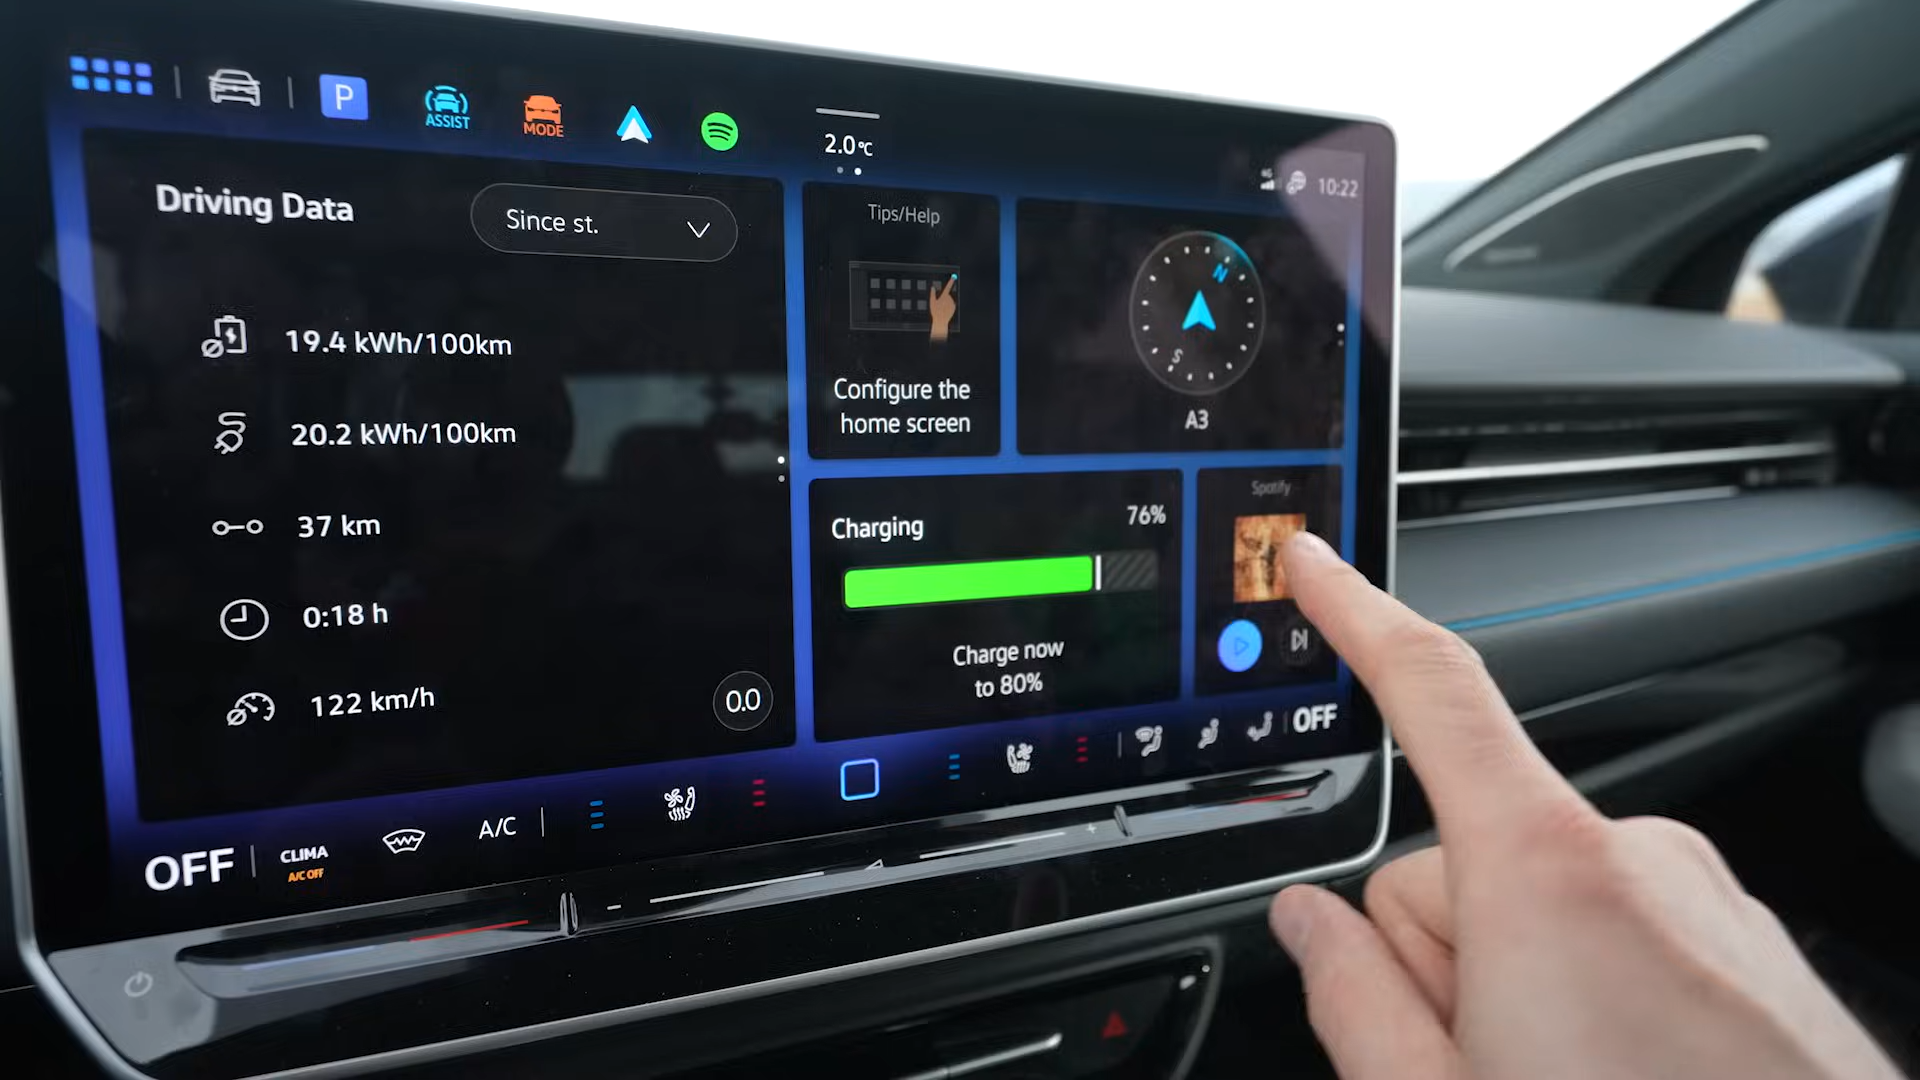 P
ASSIST
MODE
2.0°C
4G
10:22
Driving Data
Since st.
19.4 kWh/100km
20.2 kWh/100km
37 km
0:18 h
122 km/h
0.0
Tips/Help
Configure the
home screen
N
S
A3
Charging
76%
Charge now
to 80%
Spotify
OFF
CLIMA
A/C OFF
A/C
OFF